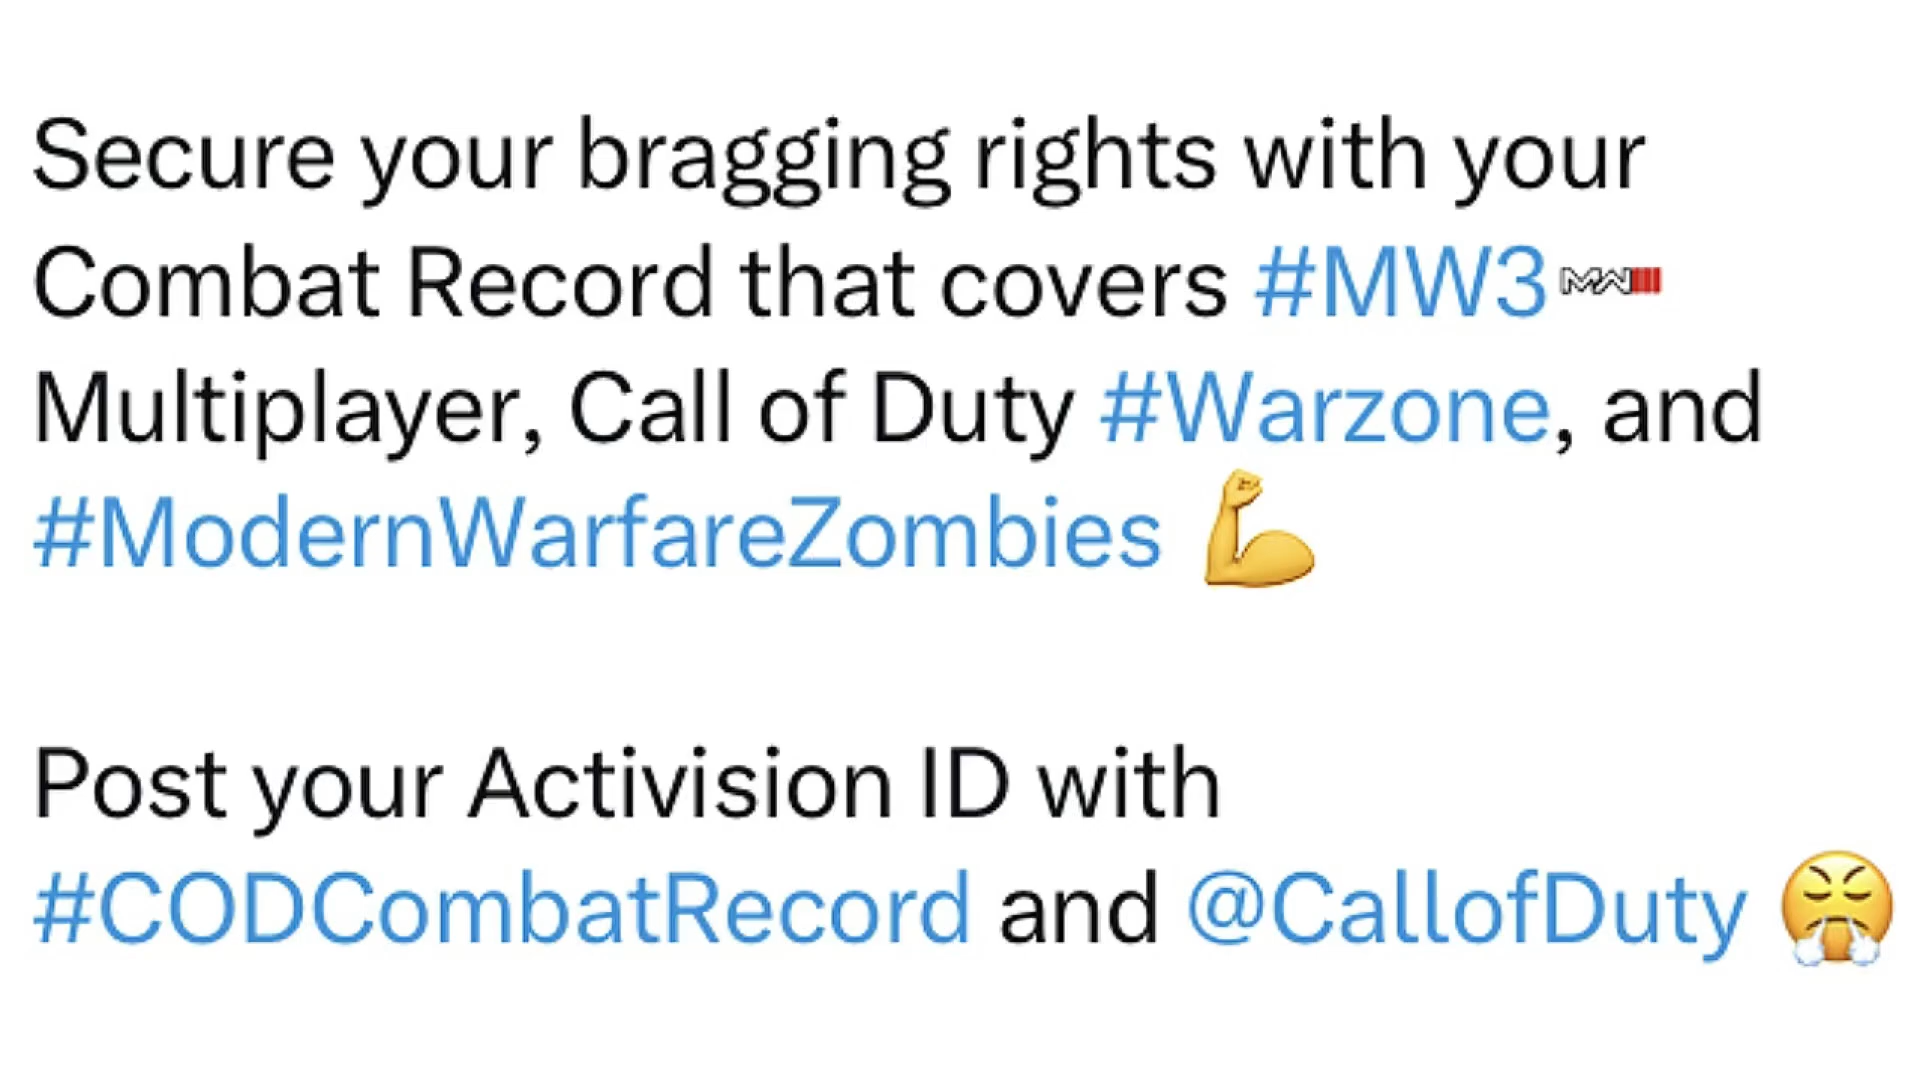 Secure your bragging rights with your
Combat Record that covers #MW3 MWIII
Multiplayer, Call of Duty #Warzone, and
#ModernWarfareZombies 💪
Post your Activision ID with
#CODCombatRecord and @CallofDuty 😤